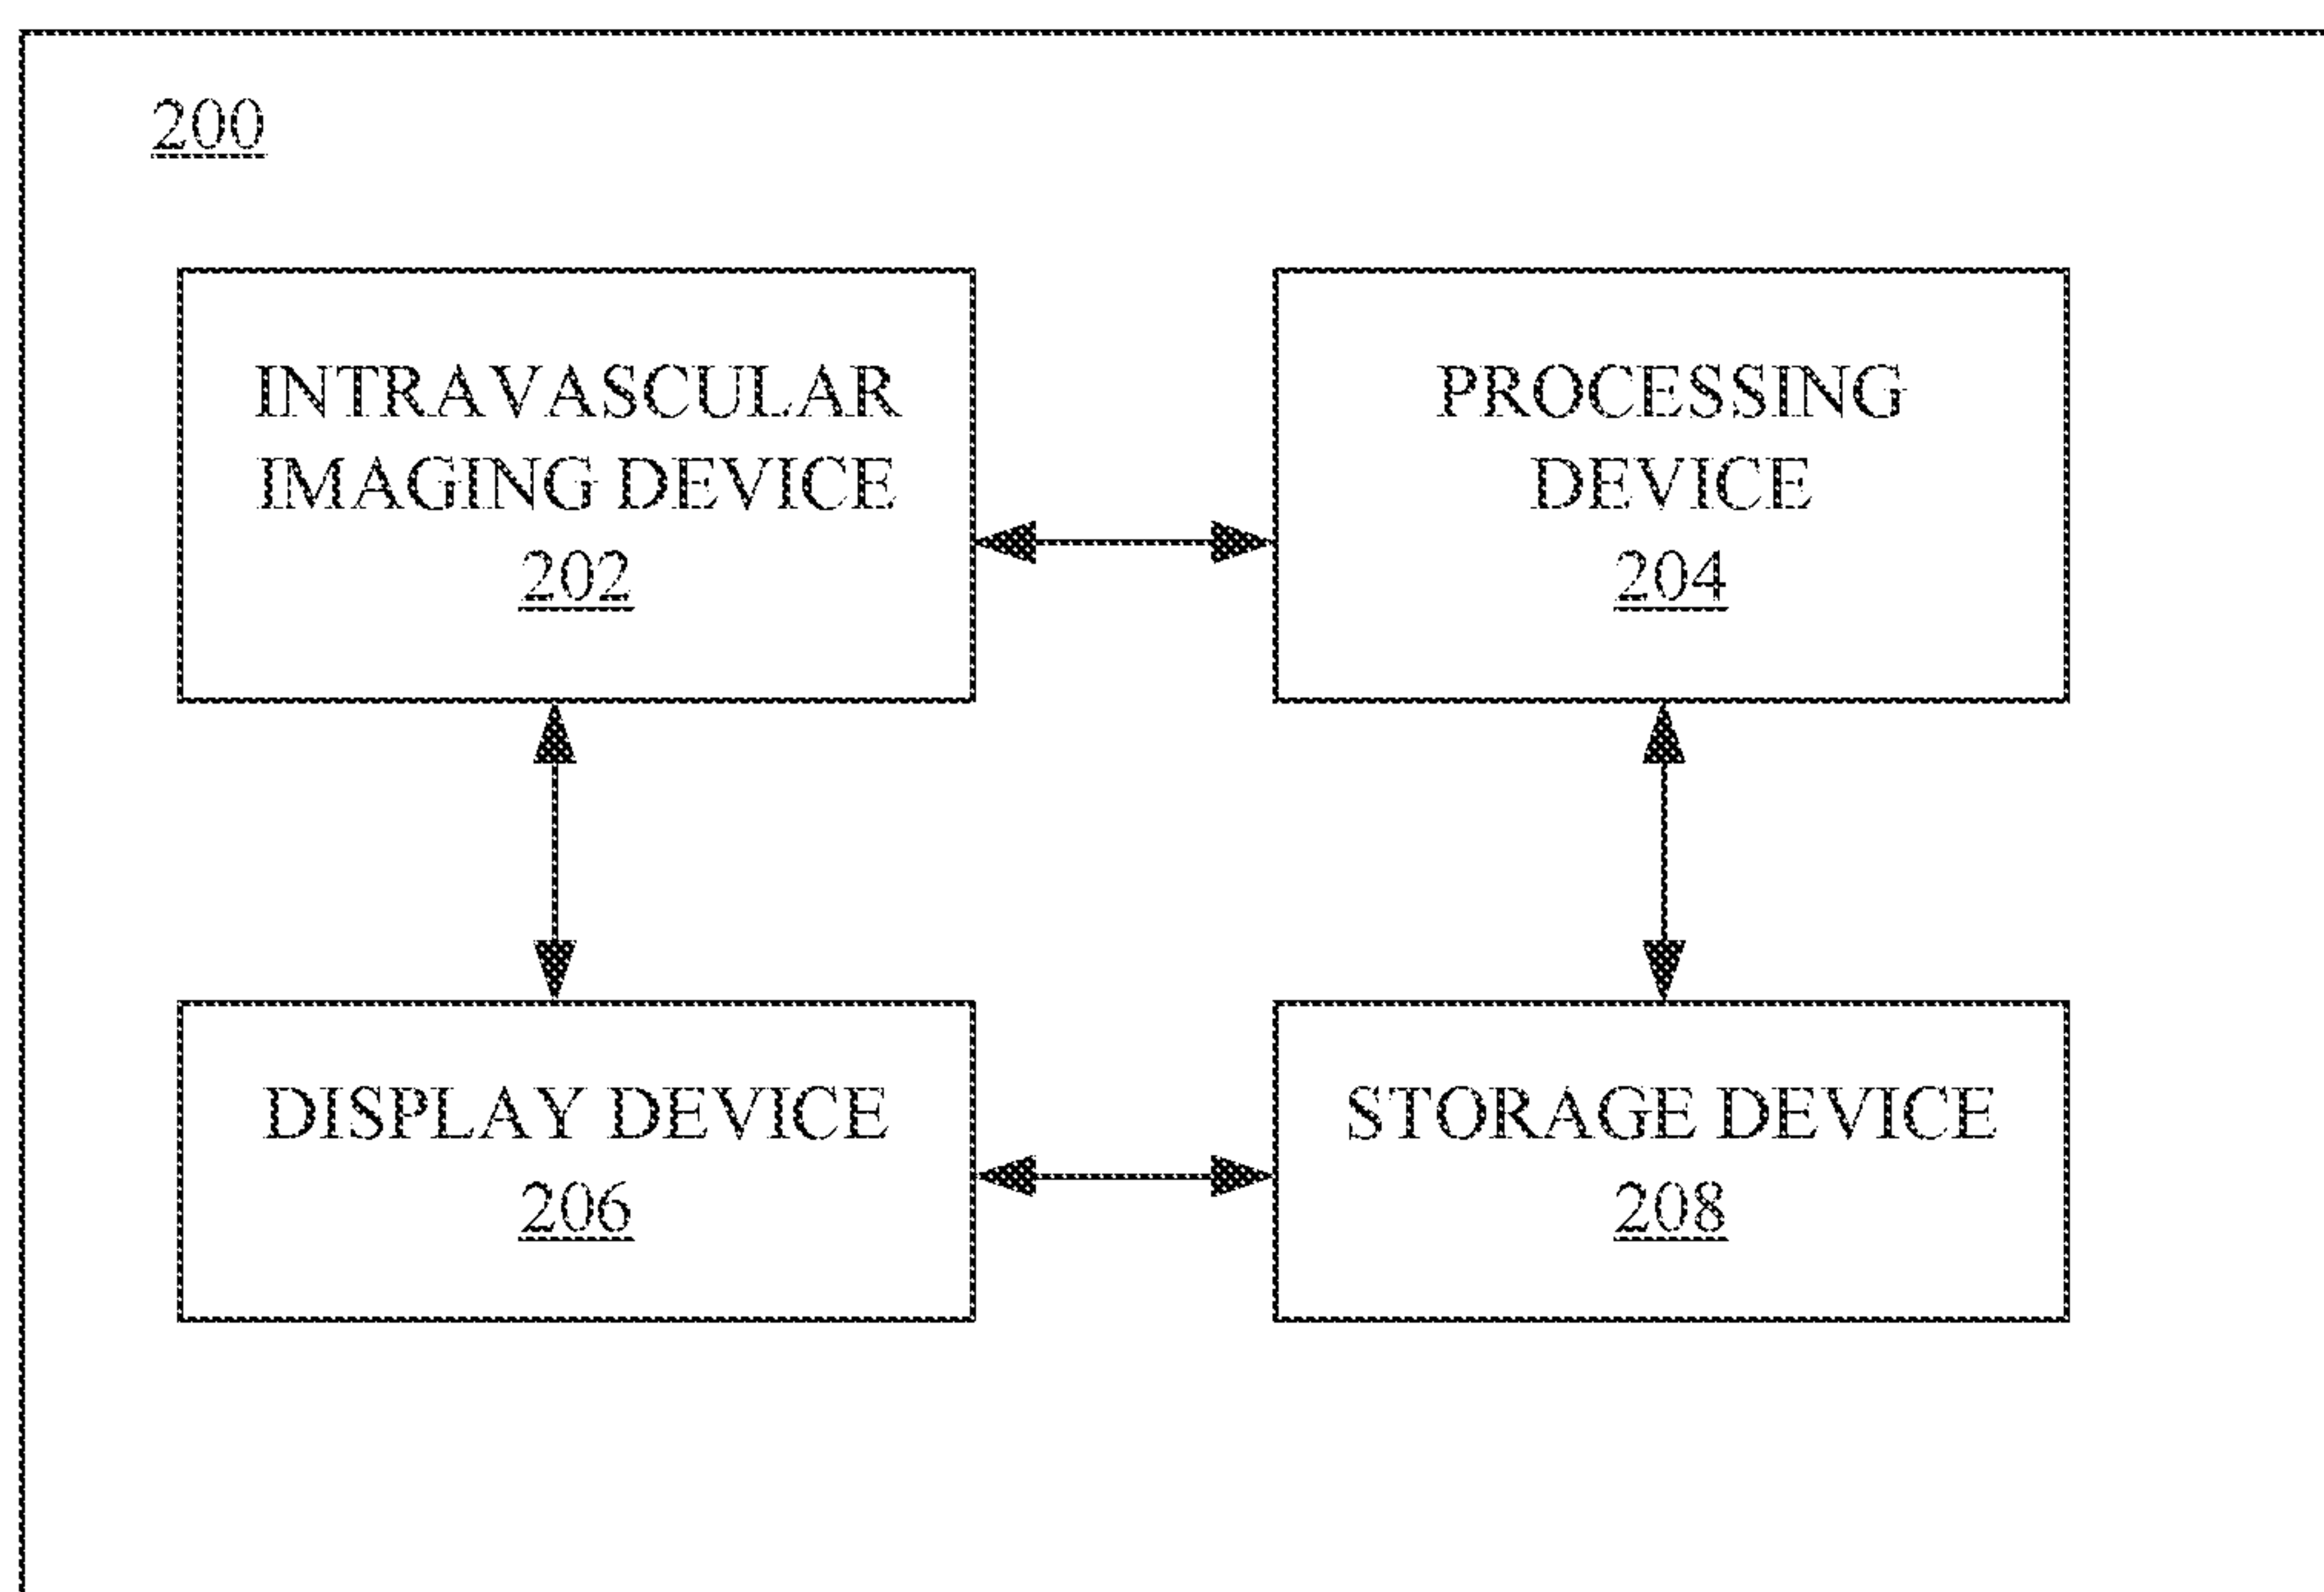 200
INTRAVASCULAR
IMAGING DEVICE
202
PROCESSING
DEVICE
204
DISPLAY DEVICE
206
STORAGE DEVICE
208